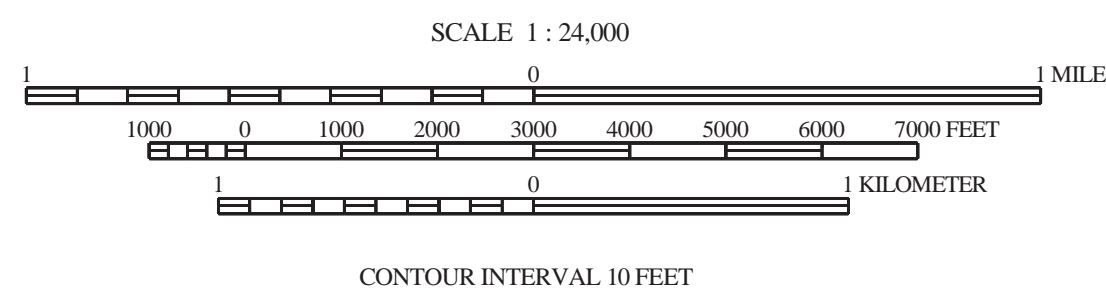 SCALE 1 : 24,000
1 0 1 MILE
1000 0 1000 2000 3000 4000 5000 6000 7000 FEET
1 0 1 KILOMETER
CONTOUR INTERVAL 10 FEET